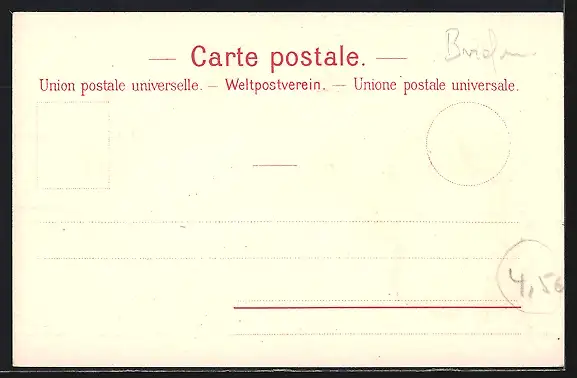 — Carte postale. —
Union postale universelle. — Weltpostverein. — Unione postale universale.
4,50